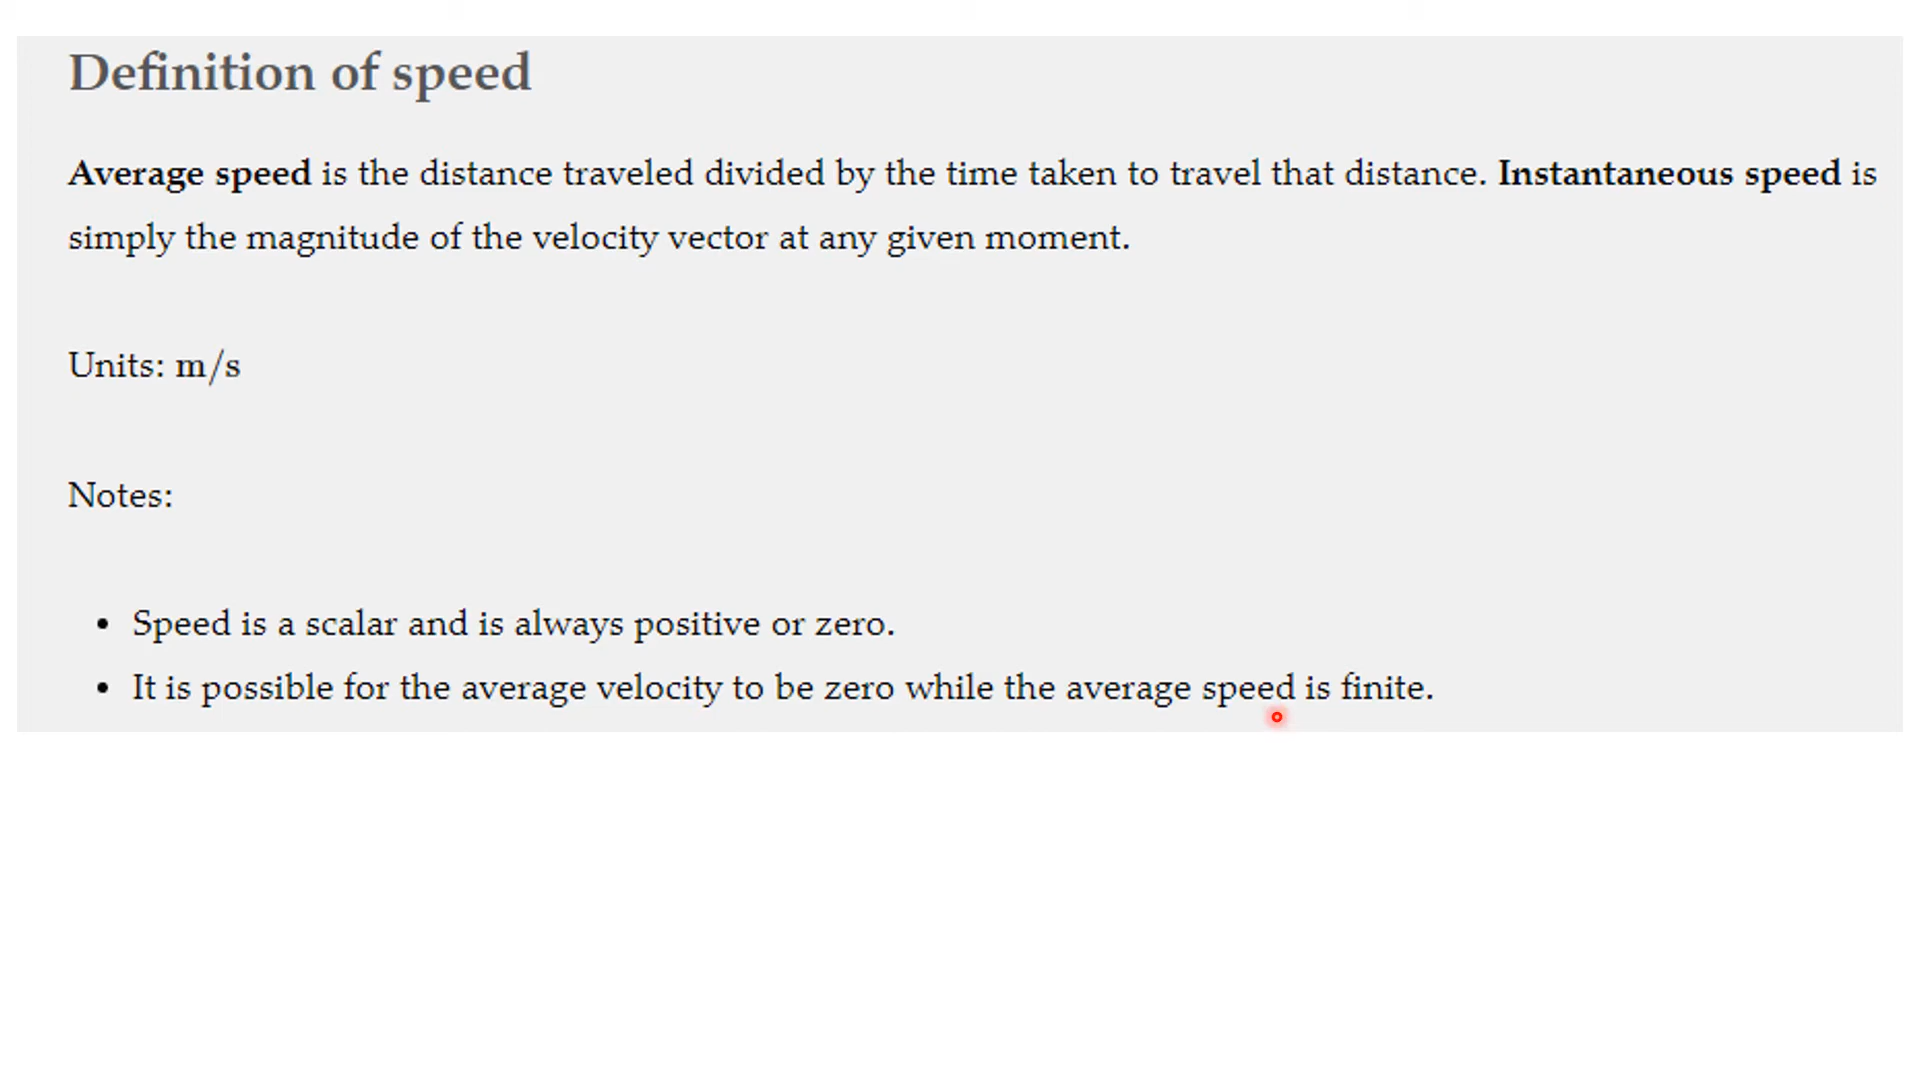 Definition of speed
Average speed is the distance traveled divided by the time taken to travel that distance. Instantaneous speed is
simply the magnitude of the velocity vector at any given moment.
Units: m/s
Notes:
• Speed is a scalar and is always positive or zero.
• It is possible for the average velocity to be zero while the average speed is finite.